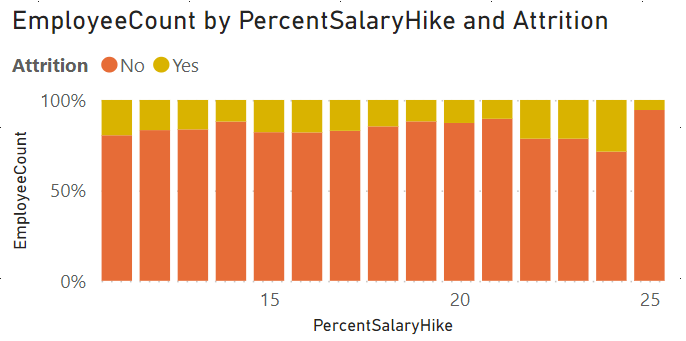 EmployeeCount by PercentSalaryHike and Attrition
Attrition No Yes
100%
50%
0%
EmployeeCount
15 20 25
PercentSalaryHike